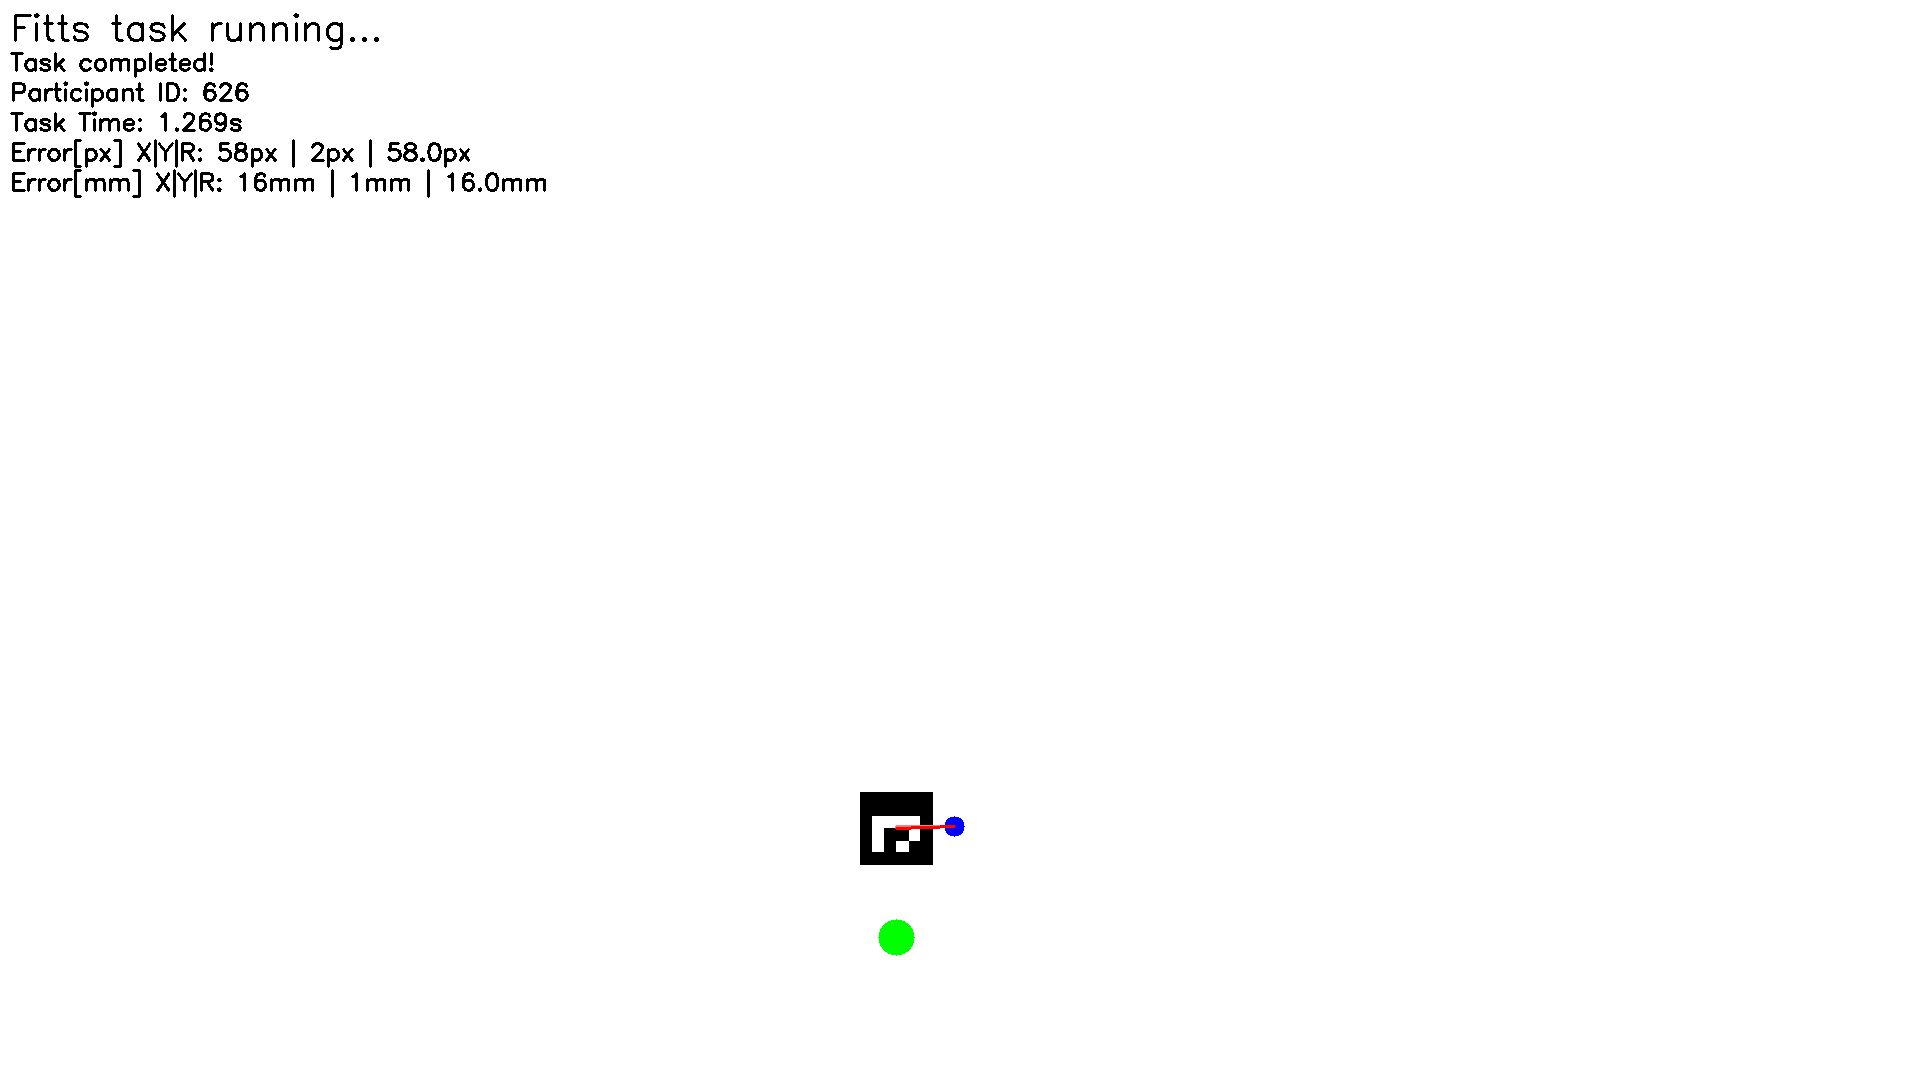 Fitts task running...
Task completed!
Participant ID: 626
Task Time: 1.269s
Error[px] X|Y|R: 58px | 2px | 58.0px
Error[mm] X|Y|R: 16mm | 1mm | 16.0mm